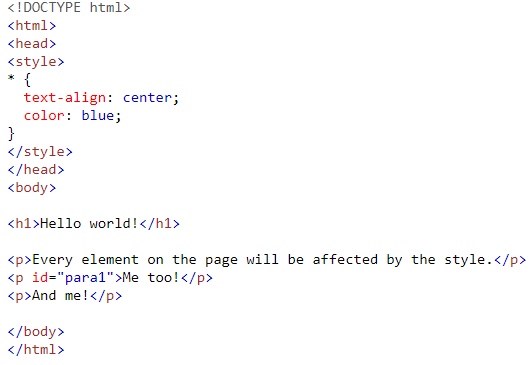 <!DOCTYPE html>
<html>
<head>
<style>
* {
  text-align: center;
  color: blue;
}
</style>
</head>
<body>

<h1>Hello world!</h1>

<p>Every element on the page will be affected by the style.</p>
<p id="para1">Me too!</p>
<p>And me!</p>

</body>
</html>